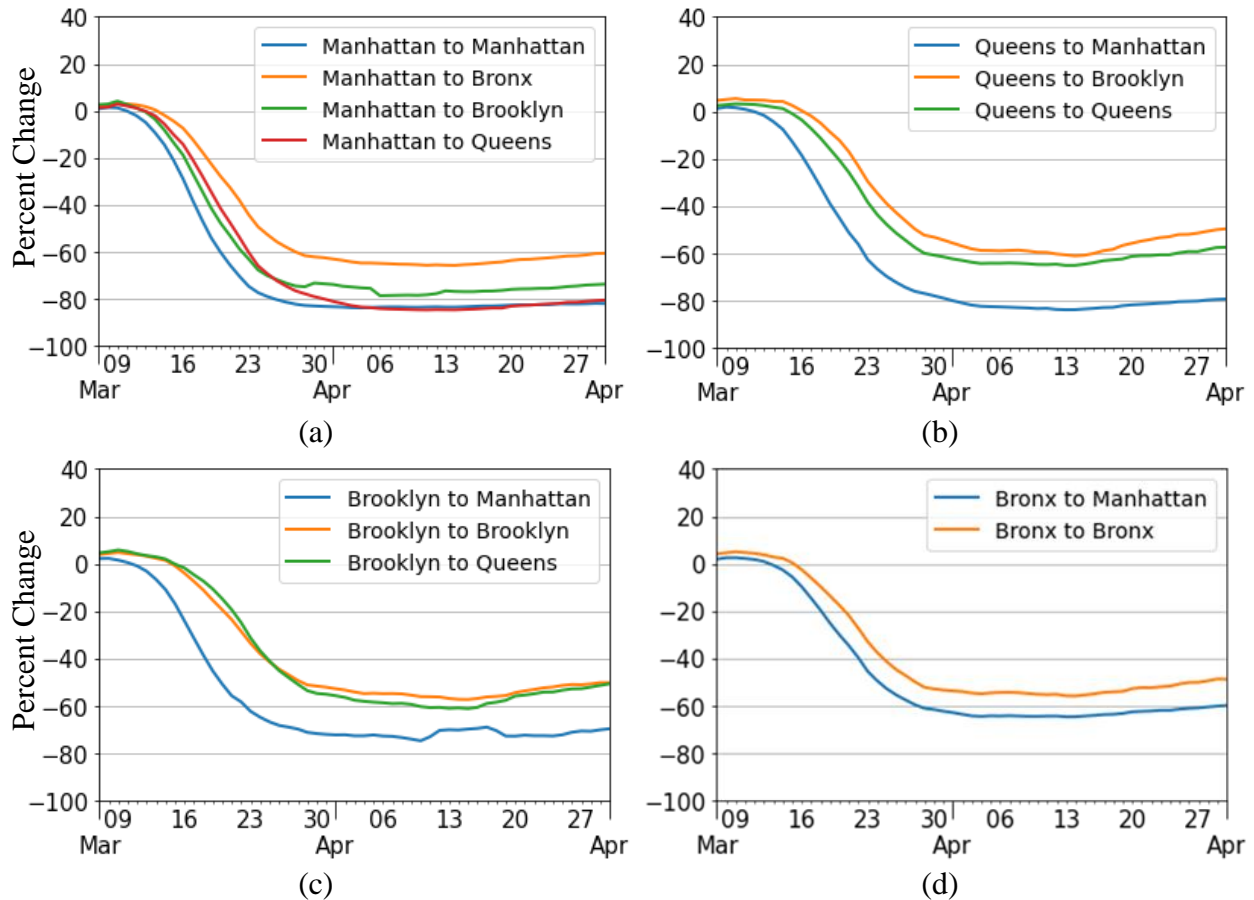 40
20
0
−20
−40
−60
−80
−100
Percent Change
Manhattan to Manhattan
Manhattan to Bronx
Manhattan to Brooklyn
Manhattan to Queens
09 16 23 30 06 13 20 27
Mar Apr Apr
(a)
40
20
0
−20
−40
−60
−80
−100
Queens to Manhattan
Queens to Brooklyn
Queens to Queens
09 16 23 30 06 13 20 27
Mar Apr Apr
(b)
40
20
0
−20
−40
−60
−80
−100
Percent Change
Brooklyn to Manhattan
Brooklyn to Brooklyn
Brooklyn to Queens
09 16 23 30 06 13 20 27
Mar Apr Apr
(c)
40
20
0
−20
−40
−60
−80
−100
Bronx to Manhattan
Bronx to Bronx
09 16 23 30 06 13 20 27
Mar Apr Apr
(d)